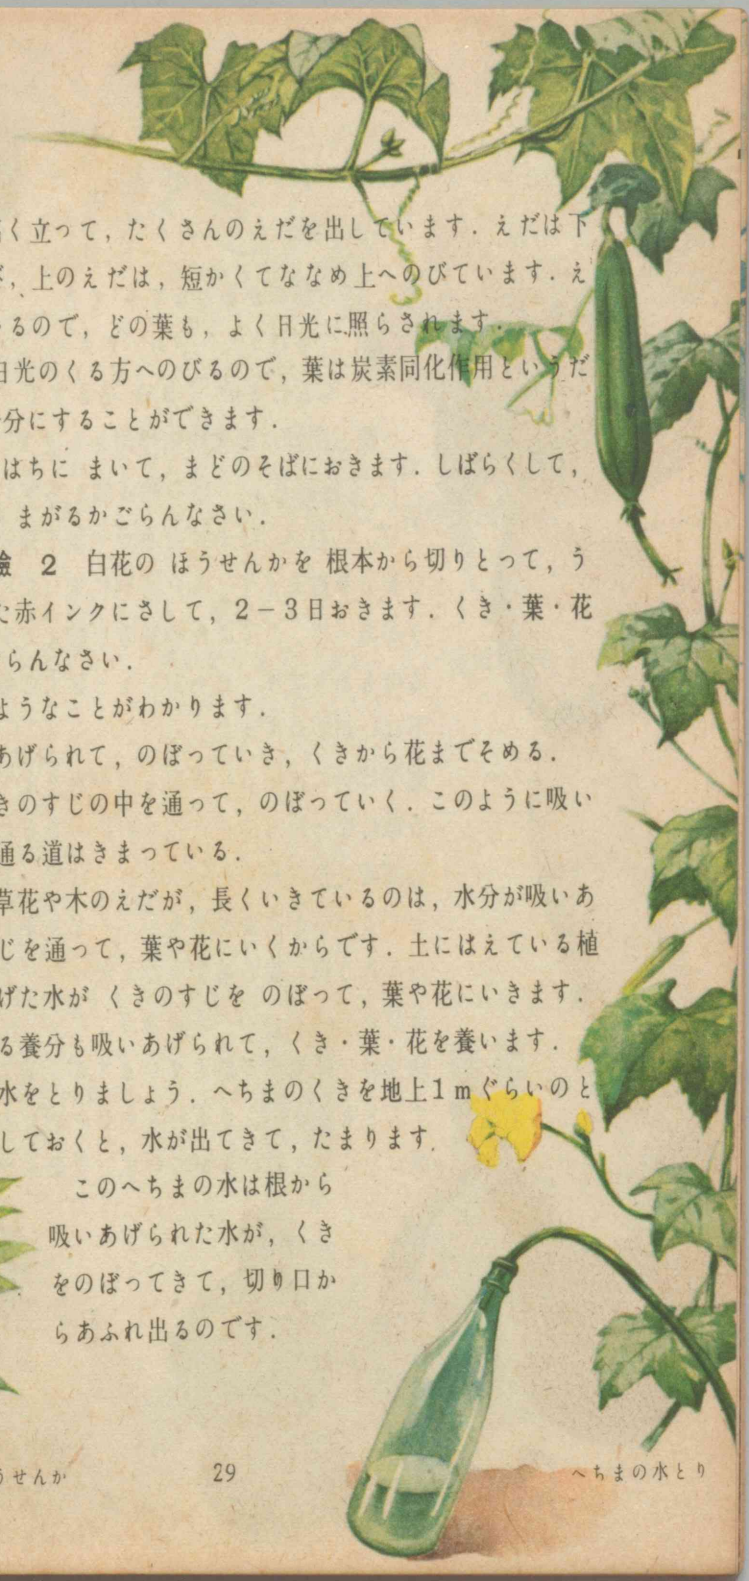 く立って，たくさんのえだを出しています．えだは下
，上のえだは，短かくてななめ上へのびています．え
るので，どの葉も，よく日光に照らされます．
日光のくる方へのびるので，葉は炭素同化作用というだ
分にすることができます．
はちに まいて，まどのそばにおきます．しばらくして，
まがるかごらんなさい．
驗 2 白花の ほうせんかを 根本から切りとって，う
た赤インクにさして，2－3日おきます．くき・葉・花
らんなさい．
ようなことがわかります．
あげられて，のぼっていき，くきから花までそめる．
きのすじの中を通って，のぼっていく．このように吸い
通る道はきまっている．
草花や木のえだが，長くいきているのは，水分が吸いあ
じを通って，葉や花にいくからです．土にはえている植
げた水が くきのすじを のぼって，葉や花にいきます．
る養分も吸いあげられて，くき・葉・花を養います．
水をとりましょう．へちまのくきを地上1mぐらいのと
しておくと，水が出てきて，たまります．
このへちまの水は根から
吸いあげられた水が，くき
をのぼってきて，切り口か
らあふれ出るのです．
うせんか
29
へちまの水とり